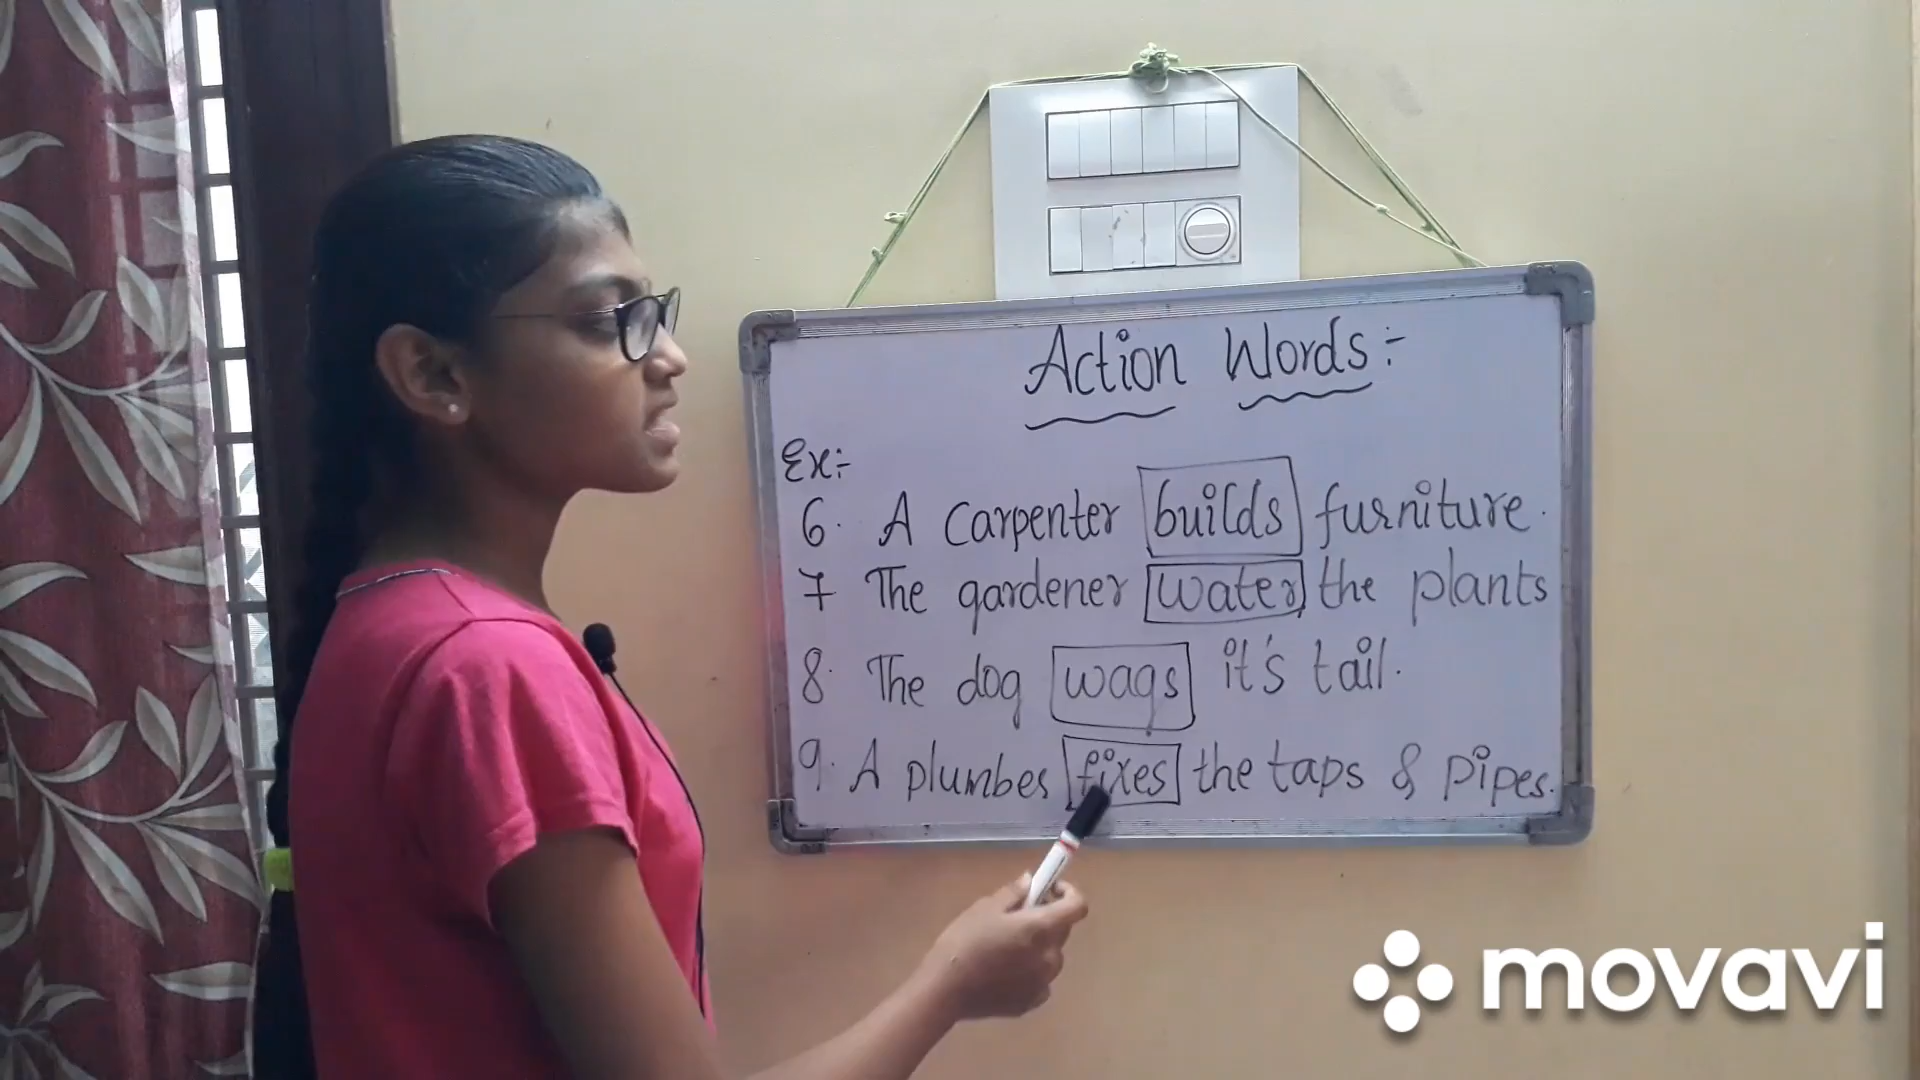 Action Words:-
Ex:-
6. A carpenter builds furniture.
7 The gardener water the plants
8. The dog wags it's tail.
9. A plumbes fixes the taps & pipes.
movavi